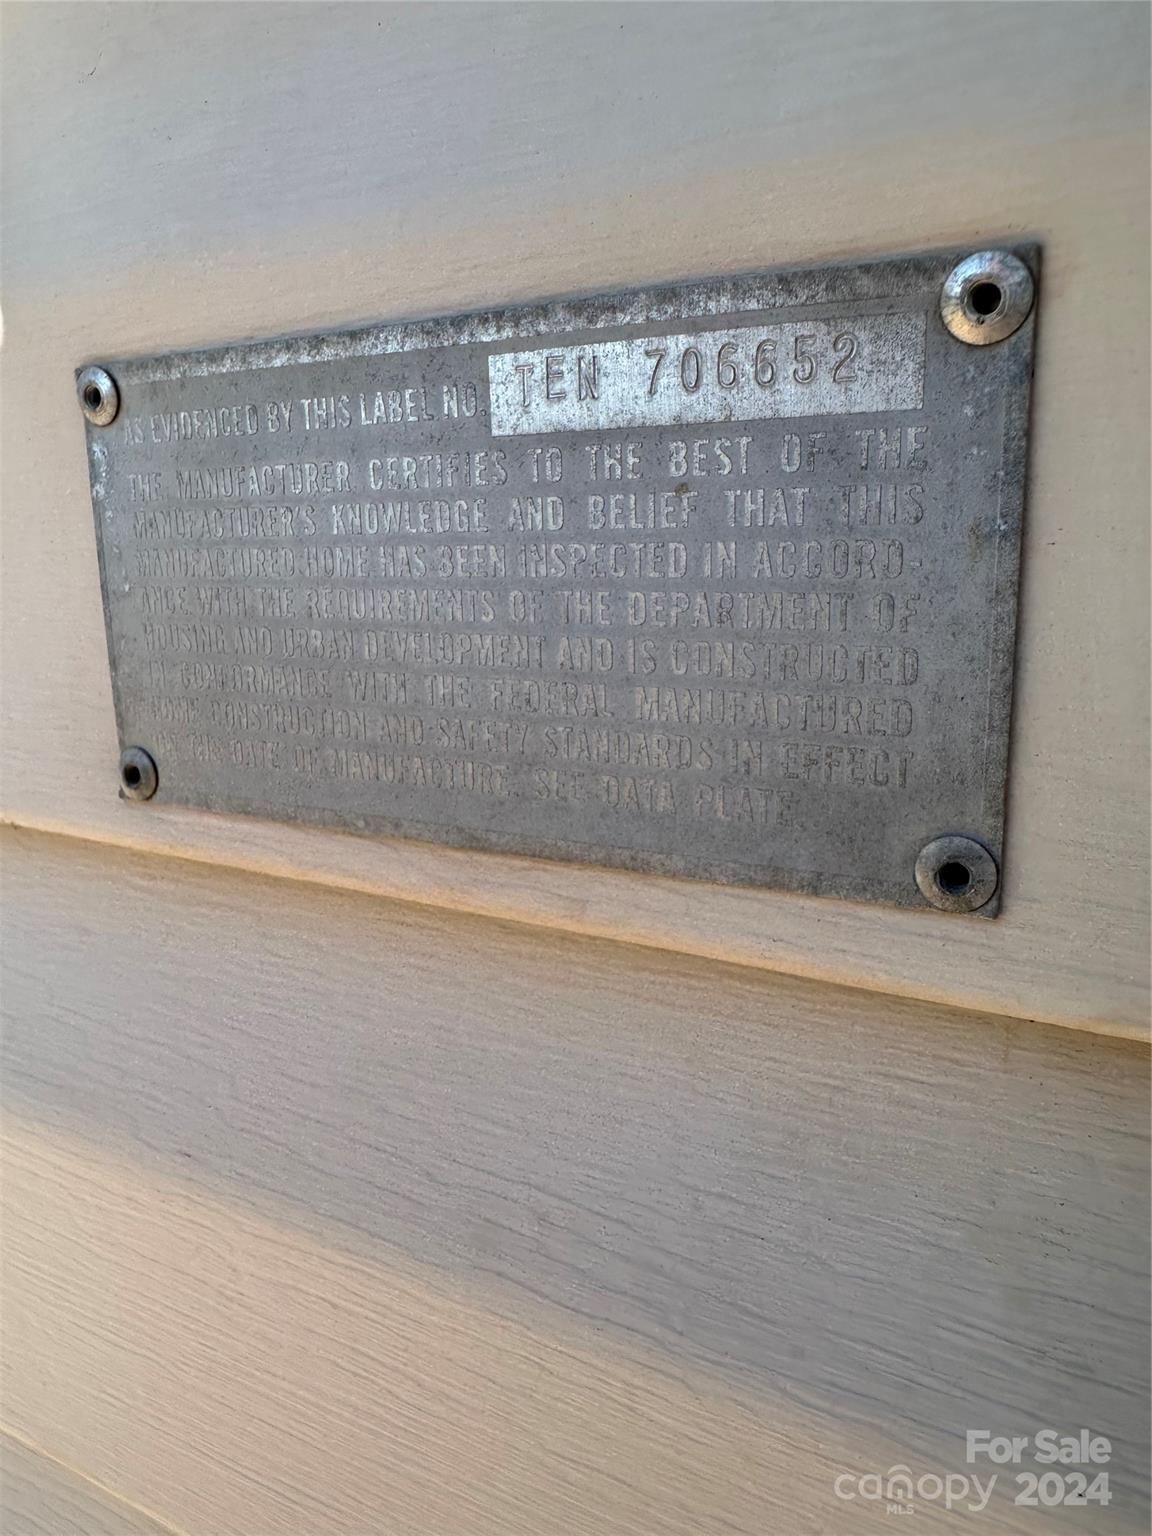 AS EVIDENCED BY THIS LABEL NO. TEN 706652
THE MANUFACTURER CERTIFIES TO THE BEST OF THE
MANUFACTURER'S KNOWLEDGE AND BELIEF THAT THIS
MANUFACTURED HOME HAS BEEN INSPECTED IN ACCORD-
ANCE WITH THE REQUIREMENTS OF THE DEPARTMENT OF
HOUSING AND URBAN DEVELOPMENT AND IS CONSTRUCTED
IN CONFORMANCE WITH THE FEDERAL MANUFACTURED
HOME CONSTRUCTION AND SAFETY STANDARDS IN EFFECT
ON THE DATE OF MANUFACTURE. SEE DATA PLATE
For Sale
canopy 2024
MLS